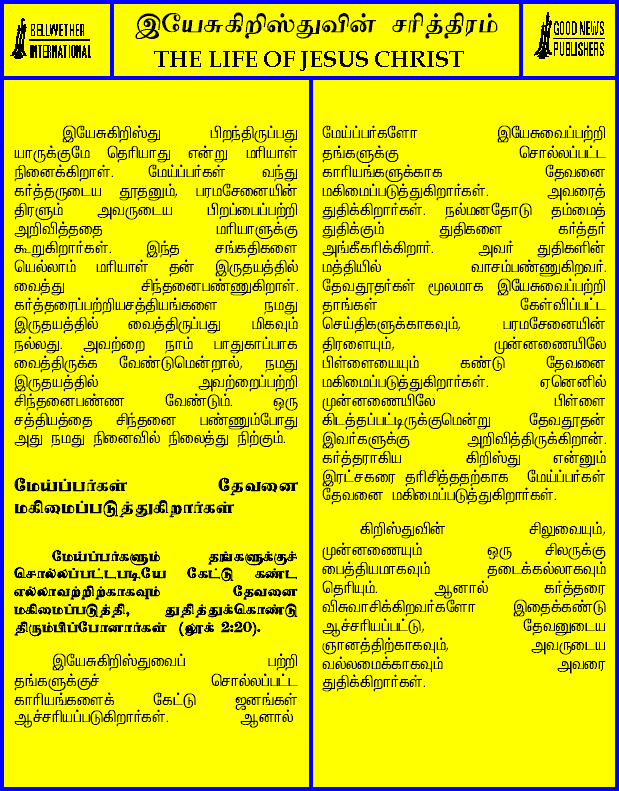 BELLWETHER
INTERNATIONAL
இயேசுகிறிஸ்துவின் சரித்திரம்
THE LIFE OF JESUS CHRIST
GOOD NEWS
PUBLISHERS
இயேசுகிறிஸ்து பிறந்திருப்பது
யாருக்குமே தெரியாது என்று மரியாள்
நினைக்கிறாள். மேய்ப்பர்கள் வந்து
கர்த்தருடைய தூதனும், பரமசேனையின்
திரளும் அவருடைய பிறப்பைப்பற்றி
அறிவித்ததை மரியாளுக்கு
கூறுகிறார்கள். இந்த சங்கதிகளை
யெல்லாம் மரியாள் தன் இருதயத்தில்
வைத்து சிந்தனைபண்ணுகிறாள்.
கர்த்தரைப்பற்றியசத்தியங்களை நமது
இருதயத்தில் வைத்திருப்பது மிகவும்
நல்லது. அவற்றை நாம் பாதுகாப்பாக
வைத்திருக்க வேண்டுமென்றால், நமது
இருதயத்தில் அவற்றைப்பற்றி
சிந்தனைபண்ண வேண்டும். ஒரு
சத்தியத்தை சிந்தனை பண்ணும்போது
அது நமது நினைவில் நிலைத்து நிற்கும்.
மேய்ப்பர்கள் தேவனை
மகிமைப்படுத்துகிறார்கள்
மேய்ப்பர்களும் தங்களுக்குச்
சொல்லப்பட்டபடியே கேட்டு கண்ட
எல்லாவற்றிற்காகவும் தேவனை
மகிமைப்படுத்தி, துதித்துக்கொண்டு
திரும்பிப்போனார்கள் (லூக் 2:20).
இயேசுகிறிஸ்துவைப் பற்றி
தங்களுக்குச் சொல்லப்பட்ட
காரியங்களைக் கேட்டு ஜனங்கள்
ஆச்சரியப்படுகிறார்கள். ஆனால்
மேய்ப்பர்களோ இயேசுவைப்பற்றி
தங்களுக்கு சொல்லப்பட்ட
காரியங்களுக்காக தேவனை
மகிமைப்படுத்துகிறார்கள். அவரைத்
துதிக்கிறார்கள். நல்மனதோடு தம்மைத்
துதிக்கும் துதிகளை கர்த்தர்
அங்கீகரிக்கிறார். அவர் துதிகளின்
மத்தியில் வாசம்பண்ணுகிறவர்.
தேவதூதர்கள் மூலமாக இயேசுவைப்பற்றி
தாங்கள் கேள்விப்பட்ட
செய்திகளுக்காகவும், பரமசேனையின்
திரளையும், முன்னணையிலே
பிள்ளையையும் கண்டு தேவனை
மகிமைப்படுத்துகிறார்கள். ஏனெனில்
முன்னணையிலே பிள்ளை
கிடத்தப்பட்டிருக்குமென்று தேவதூதன்
இவர்களுக்கு அறிவித்திருக்கிறான்.
கர்த்தராகிய கிறிஸ்து என்னும்
இரட்சகரை தரிசித்ததற்காக மேய்ப்பர்கள்
தேவனை மகிமைப்படுத்துகிறார்கள்.
கிறிஸ்துவின் சிலுவையும்,
முன்னணையும் ஒரு சிலருக்கு
பைத்தியமாகவும் தடைக்கல்லாகவும்
தெரியும். ஆனால் கர்த்தரை
விசுவாசிக்கிறவர்களோ இதைக்கண்டு
ஆச்சரியப்பட்டு, தேவனுடைய
ஞானத்திற்காகவும், அவருடைய
வல்லமைக்காகவும் அவரை
துதிக்கிறார்கள்.